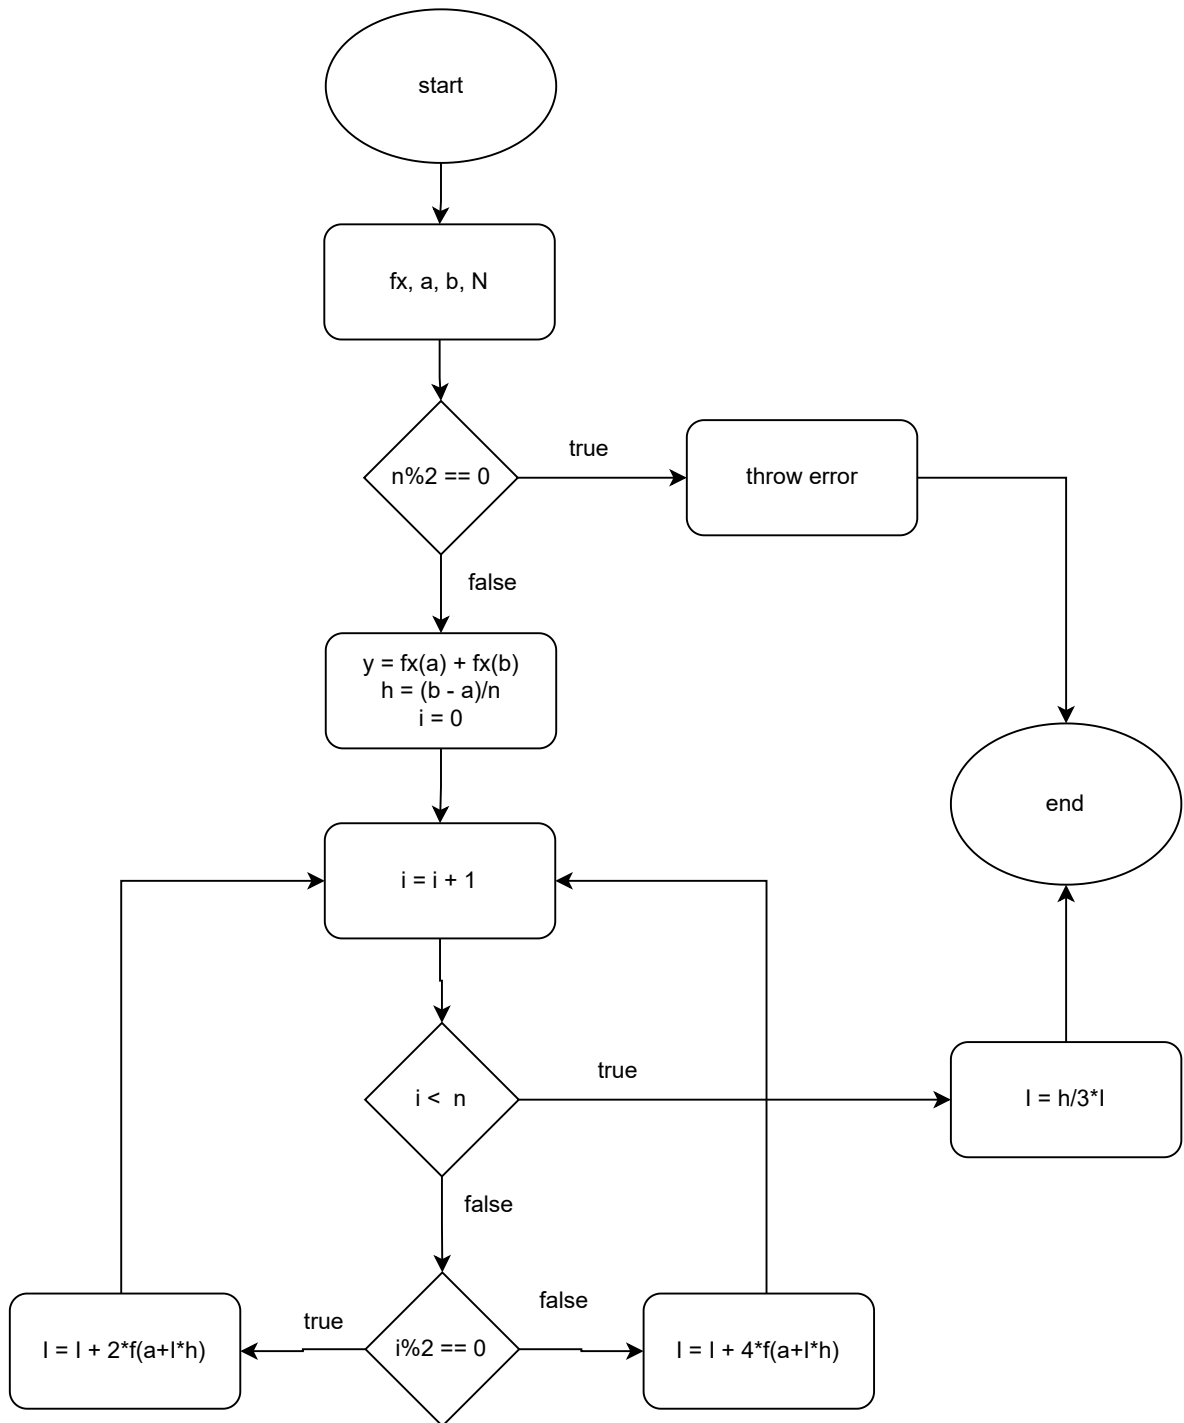 start
fx, a, b, N
n%2 == 0
true
throw error
false
y = fx(a) + fx(b)
h = (b - a)/n
i = 0
end
i = i + 1
i <  n
true
I = h/3*I
false
i%2 == 0
true
false
I = I + 2*f(a+I*h)
I = I + 4*f(a+I*h)